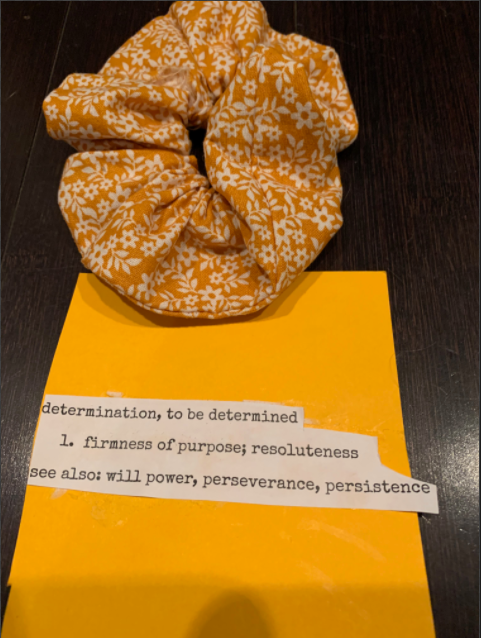 determination, to be determined
1. firmness of purpose; resoluteness
see also: will power, perseverance, persistence